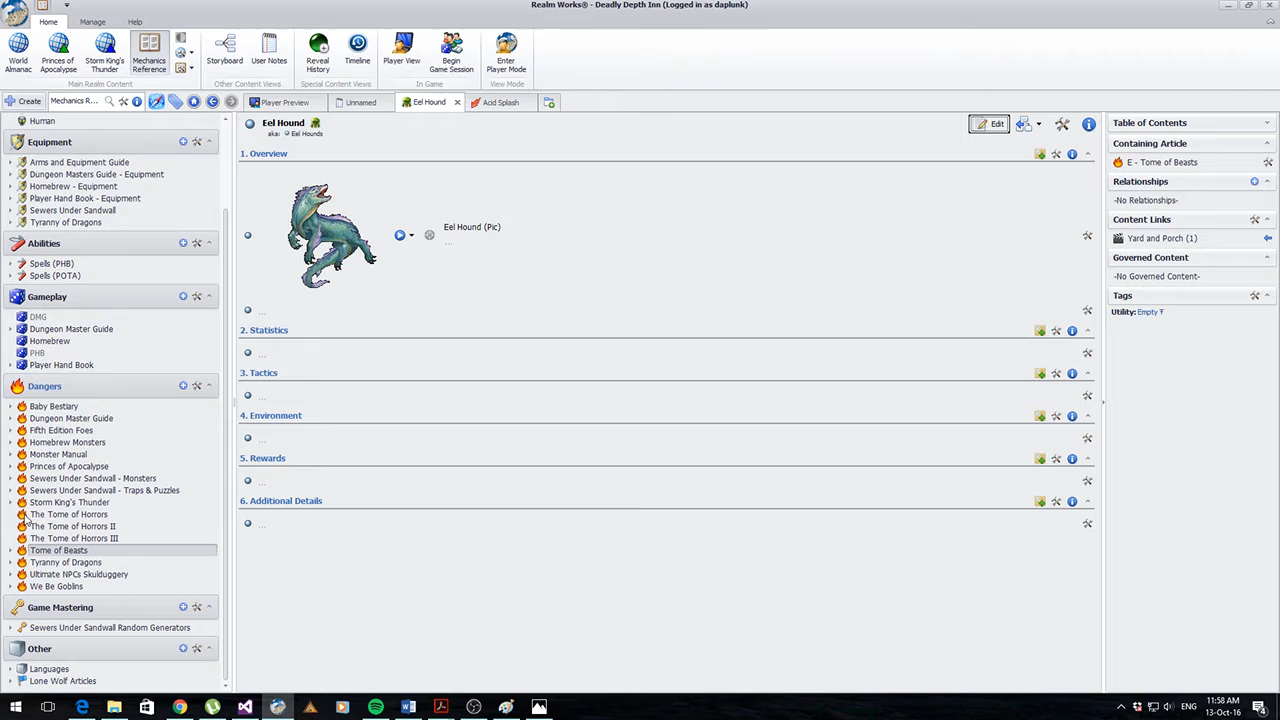 Realm Works® - Deadly Depth Inn (Logged in as daplunk)
Home Manage Help
World Almanac
Princes of Apocalypse
Storm King's Thunder
Mechanics Reference
Storyboard
User Notes
Reveal History
Timeline
Player View
Begin Game Session
Enter Player Mode
Main Realm Content
Other Content Views
Special Content Views
In Game
View Mode
Create
Mechanics R...
Player Preview
Unnamed
Eel Hound
Acid Splash
Human
Equipment
Arms and Equipment Guide
Dungeon Masters Guide - Equipment
Homebrew - Equipment
Player Hand Book - Equipment
Sewers Under Sandwall
Tyranny of Dragons
Abilities
Spells (PHB)
Spells (POTA)
Gameplay
DMG
Dungeon Master Guide
Homebrew
PHB
Player Hand Book
Dangers
Baby Bestiary
Dungeon Master Guide
Fifth Edition Foes
Homebrew Monsters
Monster Manual
Princes of Apocalypse
Sewers Under Sandwall - Monsters
Sewers Under Sandwall - Traps & Puzzles
Storm King's Thunder
The Tome of Horrors
The Tome of Horrors II
The Tome of Horrors III
Tome of Beasts
Tyranny of Dragons
Ultimate NPCs Skulduggery
We Be Goblins
Game Mastering
Sewers Under Sandwall Random Generators
Other
Languages
Lone Wolf Articles
Eel Hound
aka: Eel Hounds
Edit
1. Overview
Eel Hound (Pic)
...
...
2. Statistics
...
3. Tactics
...
4. Environment
...
5. Rewards
...
6. Additional Details
...
Table of Contents
Containing Article
E - Tome of Beasts
Relationships
-No Relationships-
Content Links
Yard and Porch (1)
Governed Content
-No Governed Content-
Tags
Utility: Empty
ENG
11:58 AM
13-Oct-16